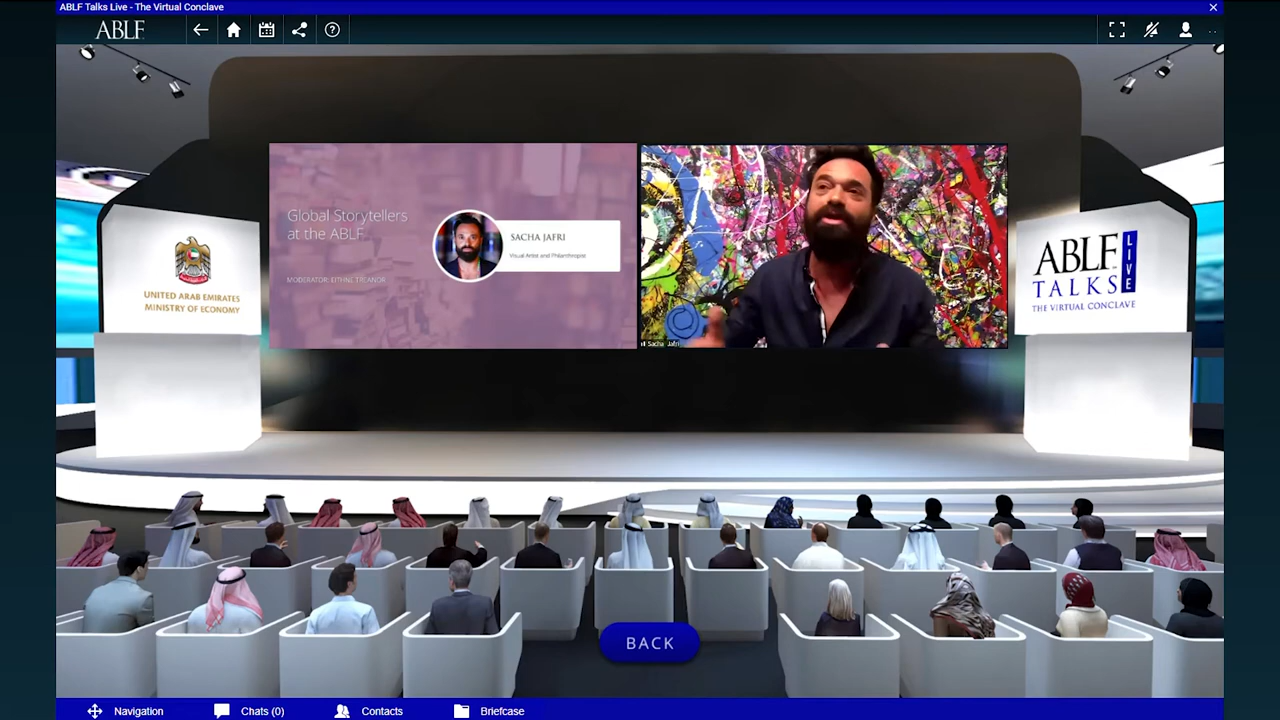 ABLF Talks Live - The Virtual Conclave
ABLF
Global Storytellers
at the ABLF
MODERATOR: EITHNE TREANOR
SACHA JAFRI
Visual Artist and Philanthropist
Sacha Jafri
UNITED ARAB EMIRATES
MINISTRY OF ECONOMY
ABLF
TALKS
LIVE
THE VIRTUAL CONCLAVE
BACK
Navigation
Chats (0)
Contacts
Briefcase